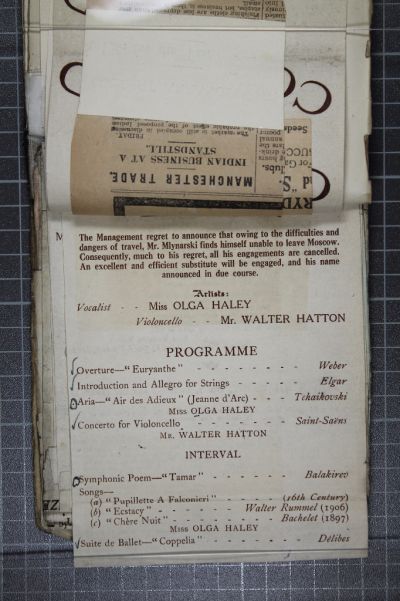 MANCHESTER TRADE.
INDIAN BUSINESS AT A
STANDSTILL
FRIDAY
The Management regret to announce that owing to the difficulties and
dangers of travel, Mr. Mlynarski finds himself unable to leave Moscow.
Consequently, much to his regret, all his engagements are cancelled.
An excellent and efficient substitute will be engaged, and his name
announced in due course.
Artists:
Vocalist - - Miss OLGA HALEY
Violoncello - - Mr. WALTER HATTON
PROGRAMME
Overture—“Euryanthe” - - - - - - - - Weber
Introduction and Allegro for Strings - - - - - Elgar
Aria—“Air des Adieux” (Jeanne d'Arc) - - - Tchaikovski
Miss OLGA HALEY
Concerto for Violoncello - - - - - - - Saint-Saëns
Mr. WALTER HATTON
INTERVAL
Symphonic Poem—“Tamar” - - - - - - Balakirev
Songs—
(a) “Pupillette A Falconieri” - - - - (16th Century)
(b) “Ecstacy” - - - - Walter Rummel (1906)
(c) “Chère Nuit” - - - - Bachelet (1897)
Miss OLGA HALEY
Suite de Ballet—“Coppelia” - - - - - - Délibes